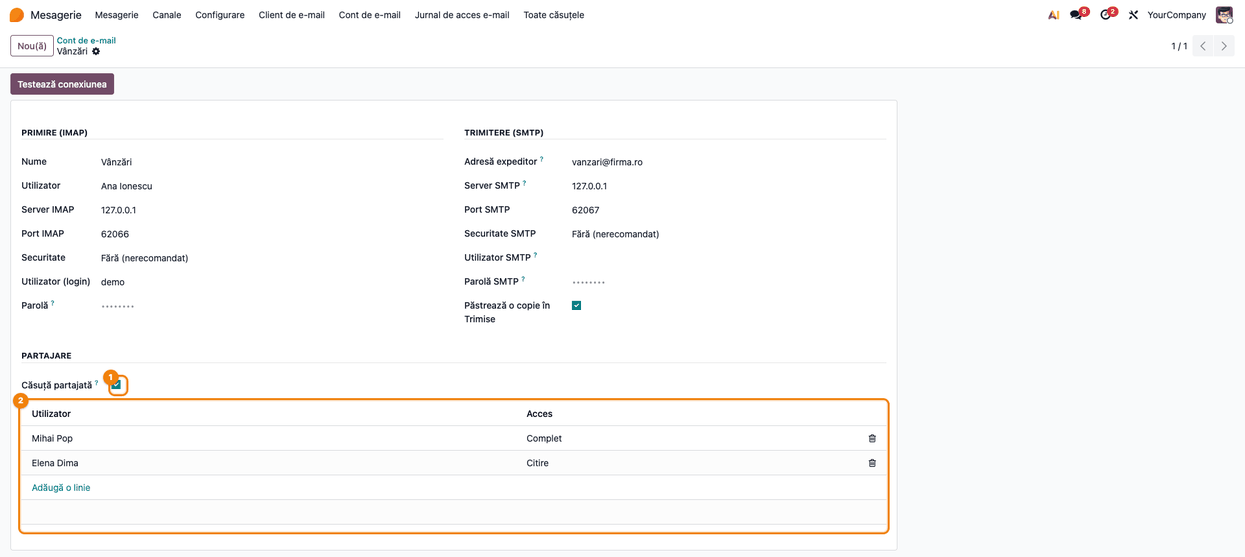 Mesagerie Mesagerie Canale Configurare Client de e-mail Cont de e-mail Jurnal de acces e-mail Toate căsuțele AI 8 2 YourCompany
Nou(ă) Cont de e-mail
Vânzări 1 / 1
Testează conexiunea
PRIMIRE (IMAP)
Nume Vânzări
Utilizator Ana Ionescu
Server IMAP 127.0.0.1
Port IMAP 62066
Securitate Fără (nerecomandat)
Utilizator (login) demo
Parolă ? ••••••••
TRIMITERE (SMTP)
Adresă expeditor ? vanzari@firma.ro
Server SMTP ? 127.0.0.1
Port SMTP 62067
Securitate SMTP Fără (nerecomandat)
Utilizator SMTP ?
Parolă SMTP ? ••••••••
Păstrează o copie în
Trimise
PARTAJARE
Căsuță partajată ? 1
2
Utilizator Acces
Mihai Pop Complet
Elena Dima Citire
Adăugă o linie